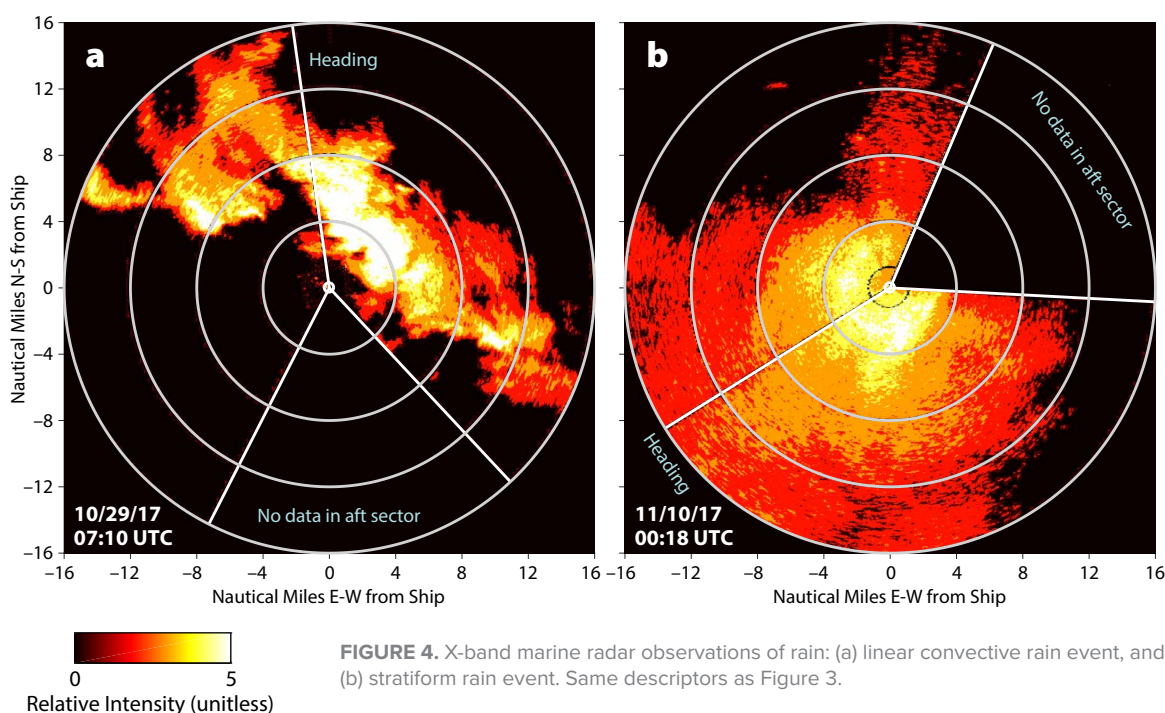 a
Heading
No data in aft sector
10/29/17
07:10 UTC
16
12
8
4
0
−4
−8
−12
−16
Nautical Miles N-S from Ship
−16 −12 −8 −4 0 4 8 12 16
Nautical Miles E-W from Ship
b
No data in aft sector
Heading
11/10/17
00:18 UTC
−16 −12 −8 −4 0 4 8 12 16
Nautical Miles E-W from Ship
0 5
Relative Intensity (unitless)
FIGURE 4. X-band marine radar observations of rain: (a) linear convective rain event, and
(b) stratiform rain event. Same descriptors as Figure 3.